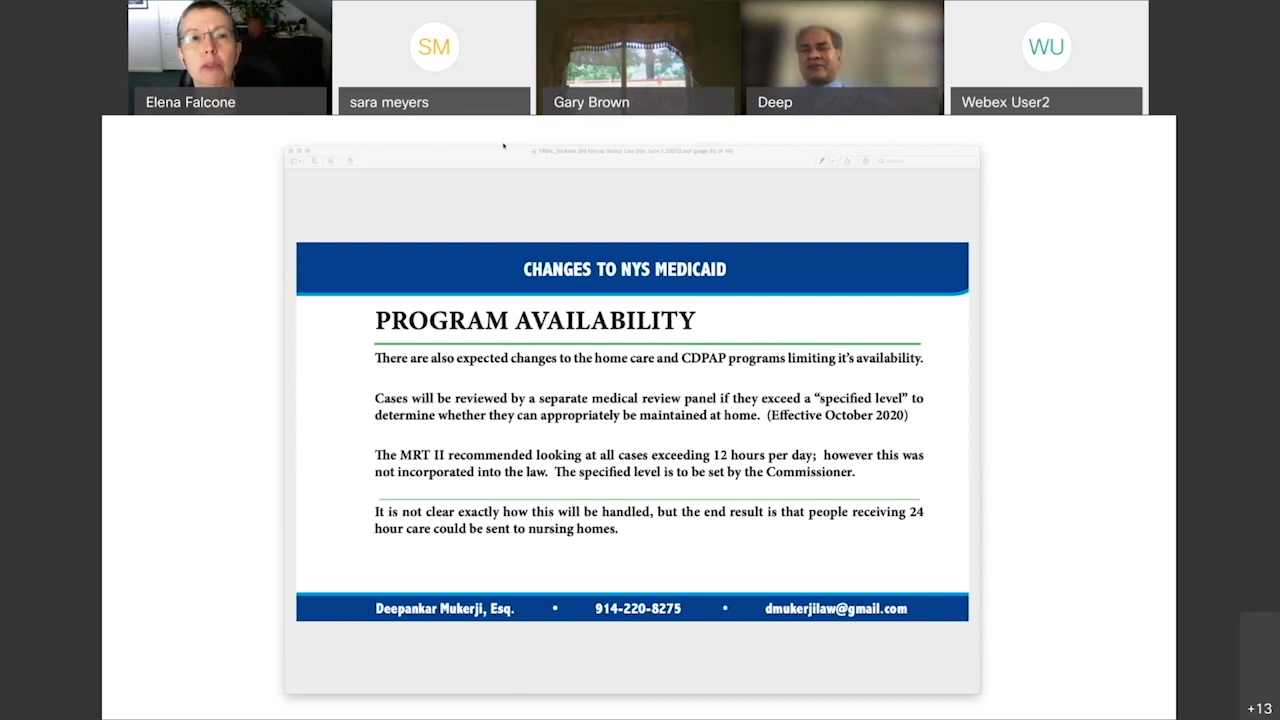 SM
WU
Elena Falcone
sara meyers
Gary Brown
Deep
Webex User2
CHANGES TO NYS MEDICAID
PROGRAM AVAILABILITY
There are also expected changes to the home care and CDPAP programs limiting it's availability.
Cases will be reviewed by a separate medical review panel if they exceed a “specified level” to
determine whether they can appropriately be maintained at home. (Effective October 2020)
The MRT II recommended looking at all cases exceeding 12 hours per day; however this was
not incorporated into the law. The specified level is to be set by the Commissioner.
It is not clear exactly how this will be handled, but the end result is that people receiving 24
hour care could be sent to nursing homes.
Deepankar Mukerji, Esq. • 914-220-8275 • dmukerjilaw@gmail.com
+13